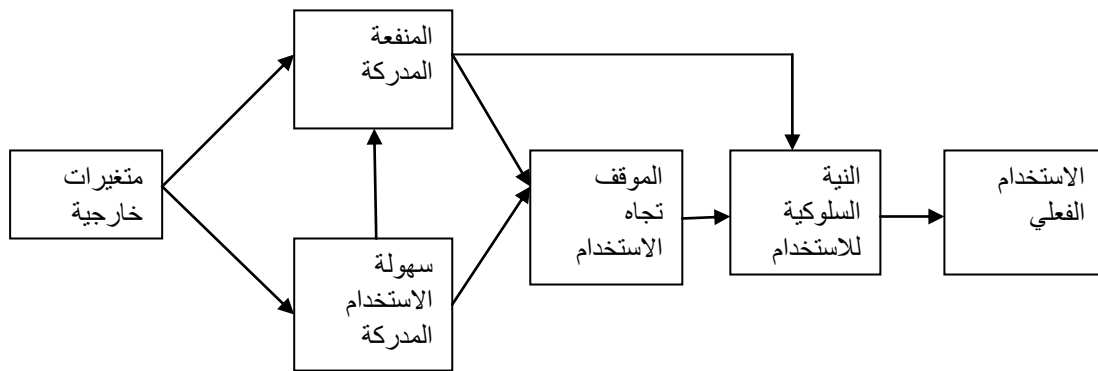 المنفعة
المدركة
متغيرات
خارجية
سهولة
الاستخدام
المدركة
الموقف
تجاه
الاستخدام
النية
السلوكية
للاستخدام
الاستخدام
الفعلي